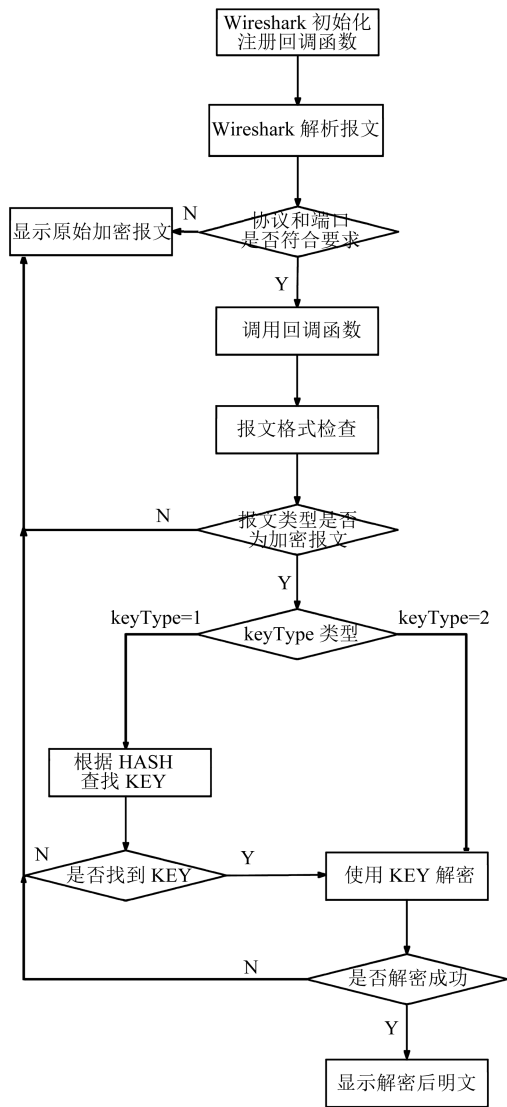 Wireshark 初始化
注册回调函数
Wireshark 解析报文
N
协议和端口
是否符合要求
显示原始加密报文
Y
调用回调函数
报文格式检查
N
报文类型是否
为加密报文
Y
keyType=1
keyType=2
keyType 类型
根据 HASH
查找 KEY
N
是否找到 KEY
Y
使用 KEY 解密
N
是否解密成功
Y
显示解密后明文